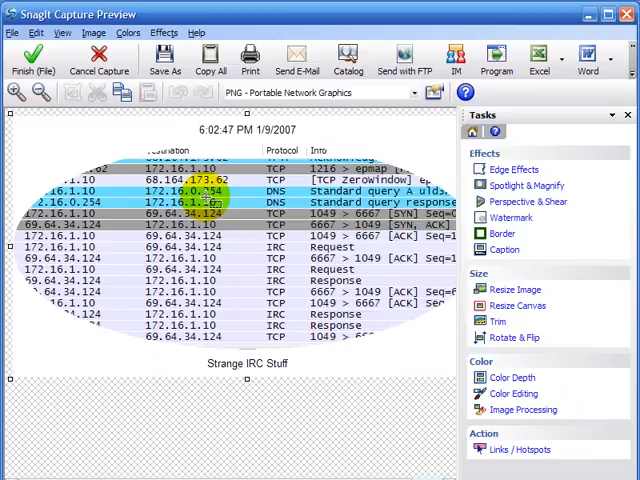 SnagIt Capture Preview
File Edit View Image Colors Effects Help
Finish (File) Cancel Capture Save As Copy All Print Send E-Mail Catalog Send with FTP IM Program Excel Word
PNG - Portable Network Graphics
Tasks
6:02:47 PM 1/9/2007
Protocol Info
172.16.1.10 TCP 1216 > epmap
68.164.173.62 TCP [TCP ZeroWindow]
172.16.0.254 DNS Standard query A
172.16.0.254 DNS Standard query response
172.16.1.10 69.64.34.124 TCP 1049 > 6667 [SYN] Seq=0
69.64.34.124 172.16.1.10 TCP 6667 > 1049 [SYN, ACK]
172.16.1.10 69.64.34.124 TCP 1049 > 6667 [ACK] Seq=1
172.16.1.10 69.64.34.124 IRC Request
69.64.34.124 172.16.1.10 TCP 6667 > 1049 [ACK] Seq=1
172.16.1.10 69.64.34.124 IRC Request
69.64.34.124 172.16.1.10 IRC Response
69.64.34.124 172.16.1.10 TCP 6667 > 1049 [ACK] Seq=
172.16.1.10 69.64.34.124 TCP 1049 > 6667 [ACK] Seq
69.64.34.124 172.16.1.10 IRC Response
172.16.1.10 IRC Response
Strange IRC Stuff
Effects
Edge Effects
Spotlight & Magnify
Perspective & Shear
Watermark
Border
Caption
Size
Resize Image
Resize Canvas
Trim
Rotate & Flip
Color
Color Depth
Color Editing
Image Processing
Action
Links / Hotspots